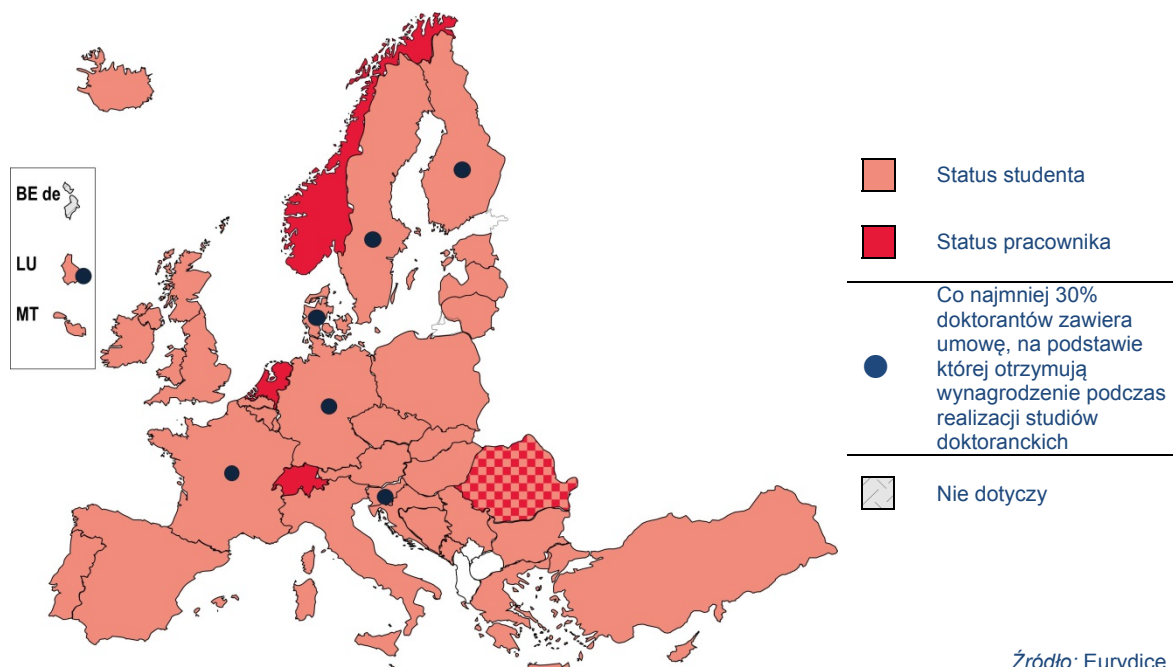 BE de
LU
MT
Status studenta
Status pracownika
Co najmniej 30%
doktorantów zawiera
umowę, na podstawie
której otrzymują
wynagrodzenie podczas
realizacji studiów
doktoranckich
Nie dotyczy
Źródło: Eurydice